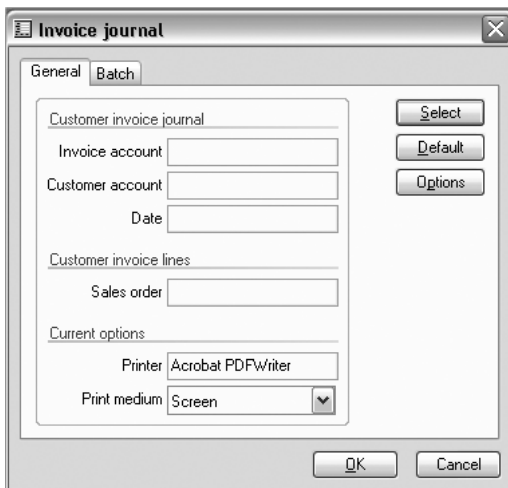 Invoice journal
General Batch
Customer invoice journal
Invoice account
Customer account
Date
Customer invoice lines
Sales order
Current options
Printer Acrobat PDFWriter
Print medium Screen
Select
Default
Options
OK Cancel